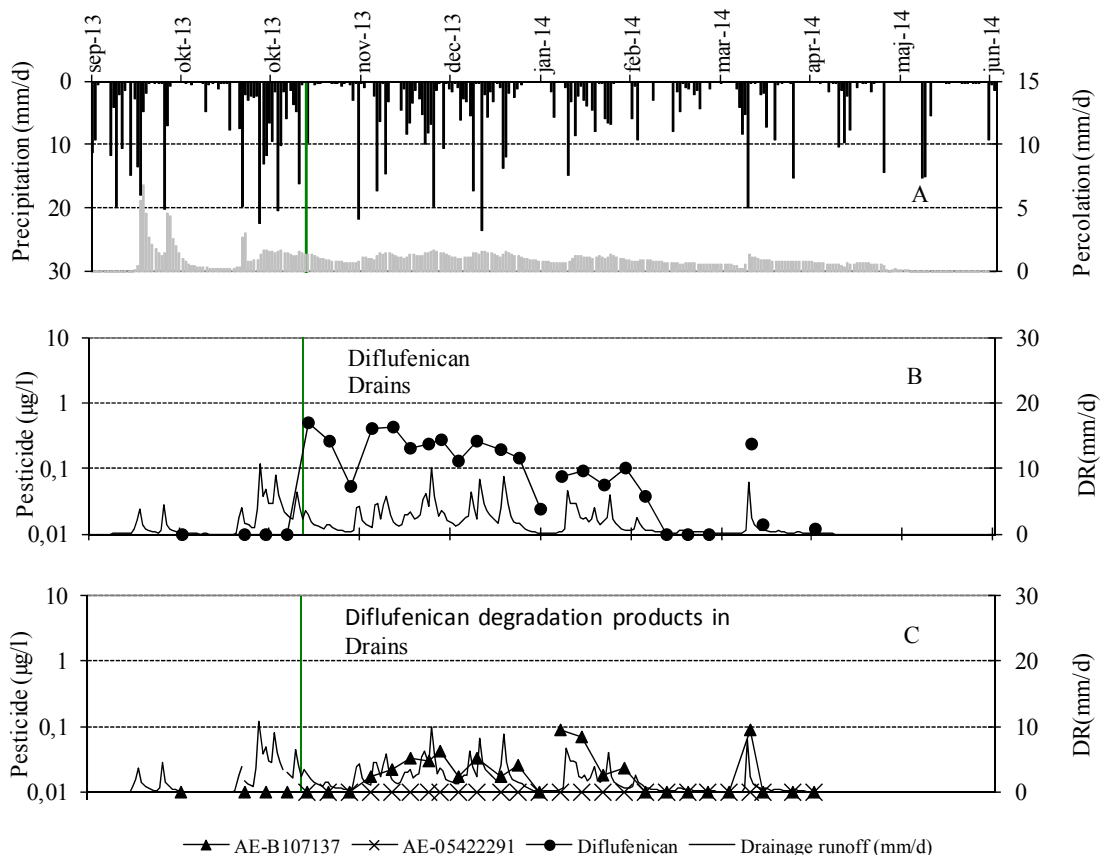 sep-13 okt-13 okt-13 nov-13 dec-13 jan-14 feb-14 mar-14 apr-14 maj-14 jun-14
Precipitation (mm/d)
0
10
20
30
A
15
10
5
0
Percolation (mm/d)
Pesticide (µg/l)
10
1
0,1
0,01
Diflufenican
Drains
B
30
20
10
0
DR(mm/d)
Pesticide (µg/l)
10
1
0,1
0,01
Diflufenican degradation products in
Drains
C
30
20
10
0
DR(mm/d)
AE-B107137 AE-05422291 Diflufenican Drainage runoff (mm/d)